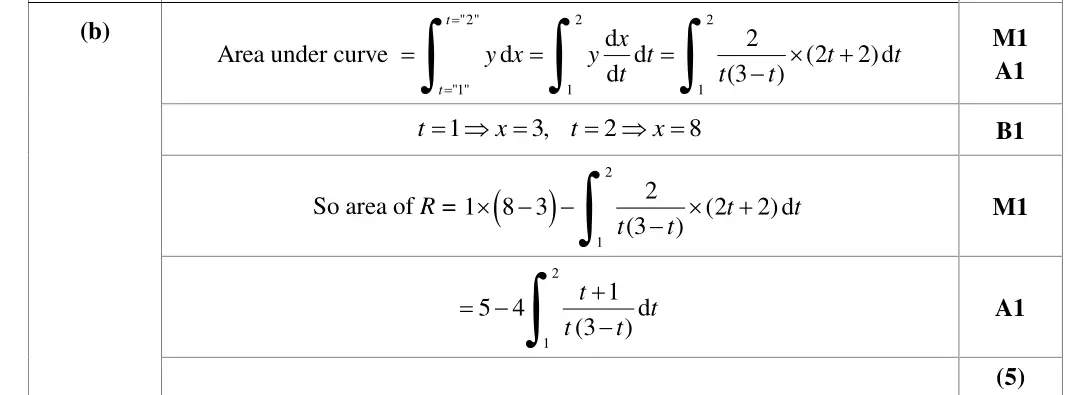 (b)
Area under curve = ∫_{t="1"}^{t="2"} y dx = ∫_1^2 y dx/dt dt = ∫_1^2 2/(t(3−t)) × (2t + 2) dt
M1
A1
t = 1 ⇒ x = 3, t = 2 ⇒ x = 8
B1
So area of R = 1×(8−3) − ∫_1^2 2/(t(3−t)) × (2t + 2) dt
M1
= 5 − 4 ∫_1^2 (t+1)/(t(3−t)) dt
A1
(5)